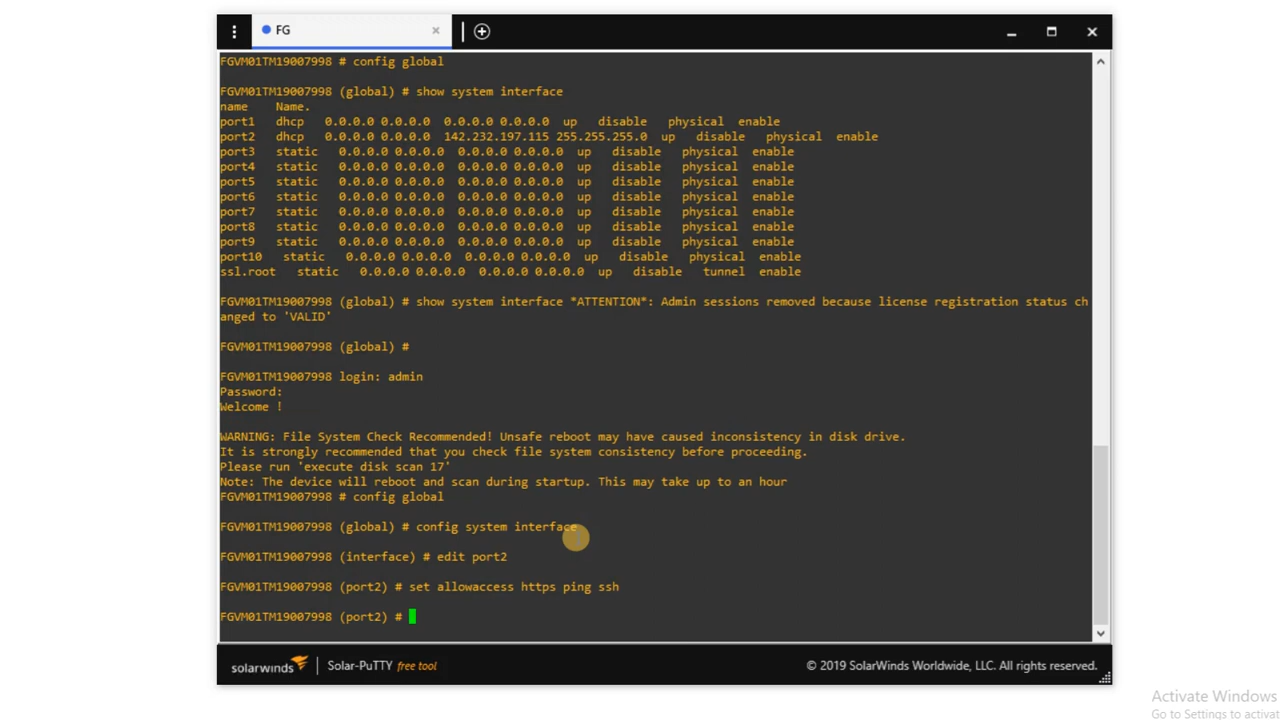 FG
FGVM01TM19007998 # config global
FGVM01TM19007998 (global) # show system interface
name Name.
port1 dhcp 0.0.0.0 0.0.0.0 0.0.0.0 0.0.0.0 up disable physical enable
port2 dhcp 0.0.0.0 0.0.0.0 142.232.197.115 255.255.255.0 up disable physical enable
port3 static 0.0.0.0 0.0.0.0 0.0.0.0 0.0.0.0 up disable physical enable
port4 static 0.0.0.0 0.0.0.0 0.0.0.0 0.0.0.0 up disable physical enable
port5 static 0.0.0.0 0.0.0.0 0.0.0.0 0.0.0.0 up disable physical enable
port6 static 0.0.0.0 0.0.0.0 0.0.0.0 0.0.0.0 up disable physical enable
port7 static 0.0.0.0 0.0.0.0 0.0.0.0 0.0.0.0 up disable physical enable
port8 static 0.0.0.0 0.0.0.0 0.0.0.0 0.0.0.0 up disable physical enable
port9 static 0.0.0.0 0.0.0.0 0.0.0.0 0.0.0.0 up disable physical enable
port10 static 0.0.0.0 0.0.0.0 0.0.0.0 0.0.0.0 up disable physical enable
ssl.root static 0.0.0.0 0.0.0.0 0.0.0.0 0.0.0.0 up disable tunnel enable
FGVM01TM19007998 (global) # show system interface *ATTENTION*: Admin sessions removed because license registration status ch
anged to 'VALID'
FGVM01TM19007998 (global) #
FGVM01TM19007998 login: admin
Password:
Welcome !
WARNING: File System Check Recommended! Unsafe reboot may have caused inconsistency in disk drive.
It is strongly recommended that you check file system consistency before proceeding.
Please run 'execute disk scan 17'
Note: The device will reboot and scan during startup. This may take up to an hour
FGVM01TM19007998 # config global
FGVM01TM19007998 (global) # config system interface
FGVM01TM19007998 (interface) # edit port2
FGVM01TM19007998 (port2) # set allowaccess https ping ssh
FGVM01TM19007998 (port2) #
solarwinds Solar-PuTTY free tool © 2019 SolarWinds Worldwide, LLC. All rights reserved.
Activate Windows
Go to Settings to activat